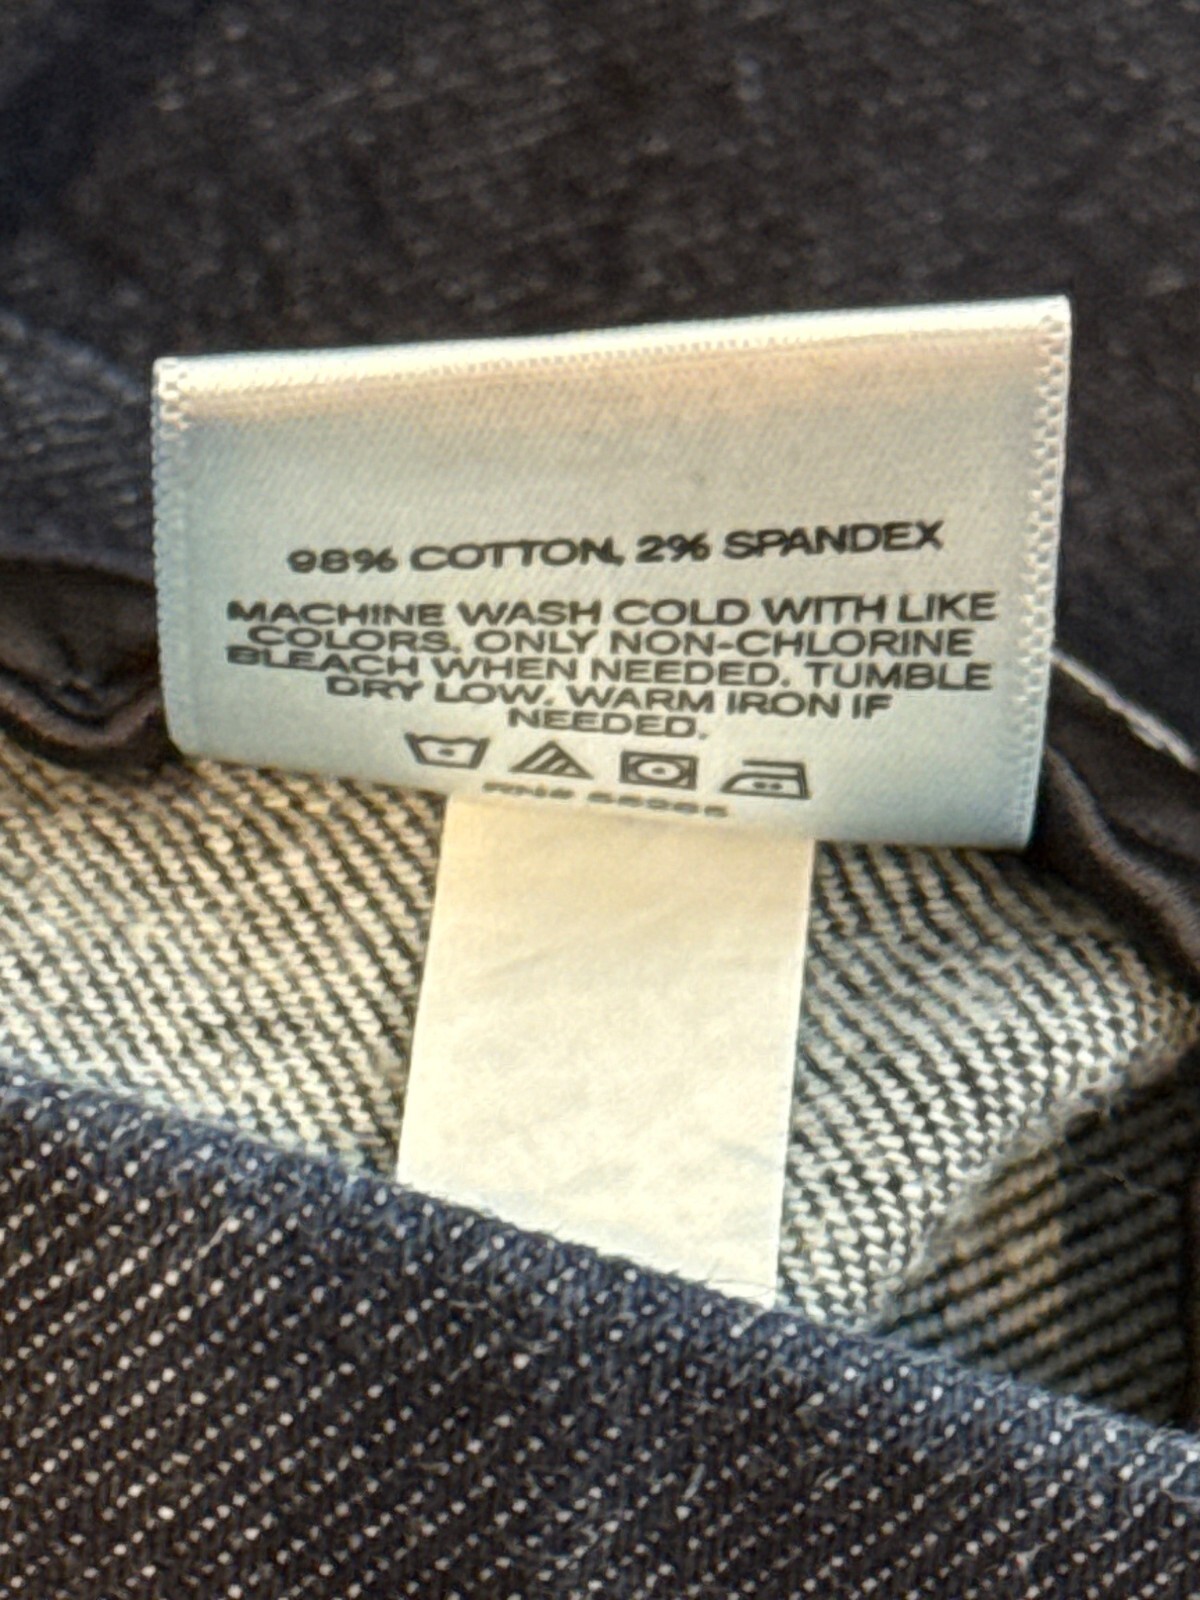 98% COTTON, 2% SPANDEX
MACHINE WASH COLD WITH LIKE
COLORS. ONLY NON-CHLORINE
BLEACH WHEN NEEDED. TUMBLE
DRY LOW. WARM IRON IF
NEEDED.